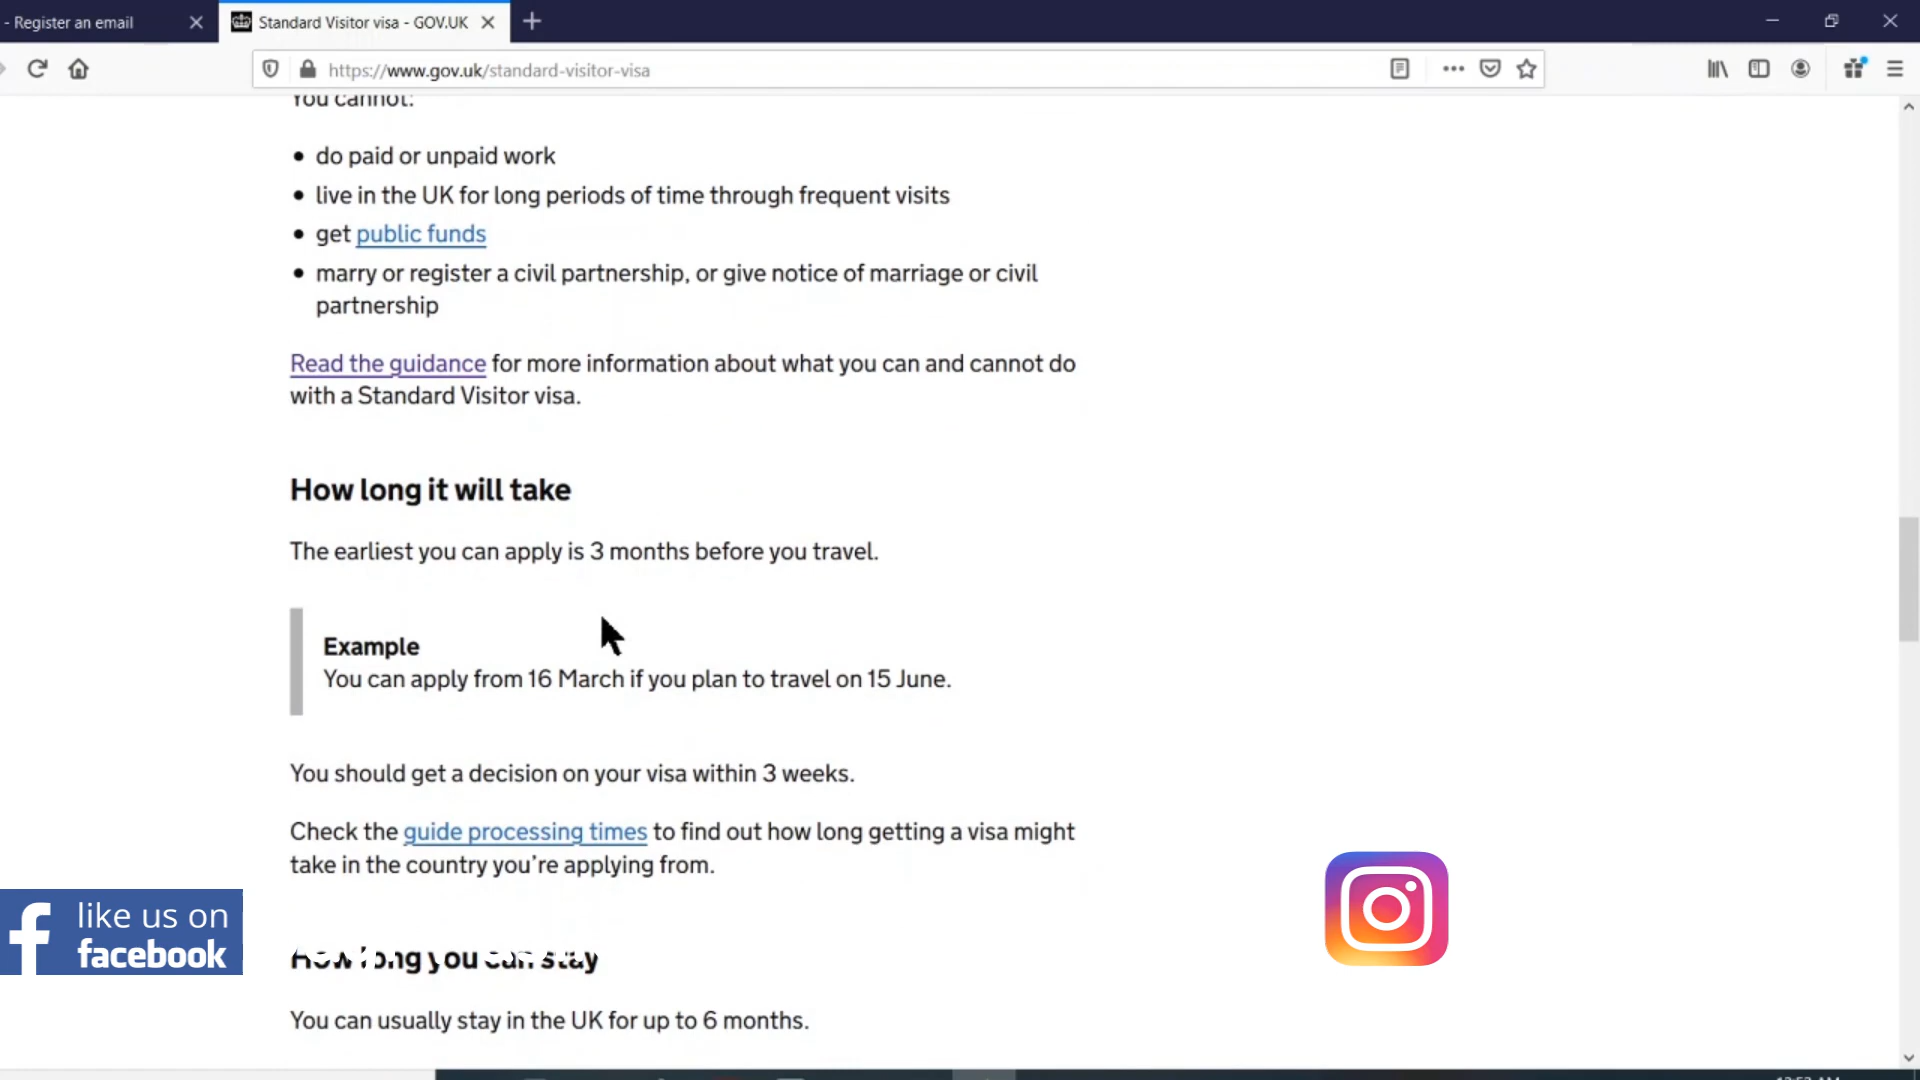 - Register an email
Standard Visitor visa - GOV.UK
https://www.gov.uk/standard-visitor-visa
You cannot:
do paid or unpaid work
live in the UK for long periods of time through frequent visits
get public funds
marry or register a civil partnership, or give notice of marriage or civil
partnership
Read the guidance for more information about what you can and cannot do
with a Standard Visitor visa.
How long it will take
The earliest you can apply is 3 months before you travel.
Example
You can apply from 16 March if you plan to travel on 15 June.
You should get a decision on your visa within 3 weeks.
Check the guide processing times to find out how long getting a visa might
take in the country you're applying from.
like us on
facebook
How long you can stay
You can usually stay in the UK for up to 6 months.